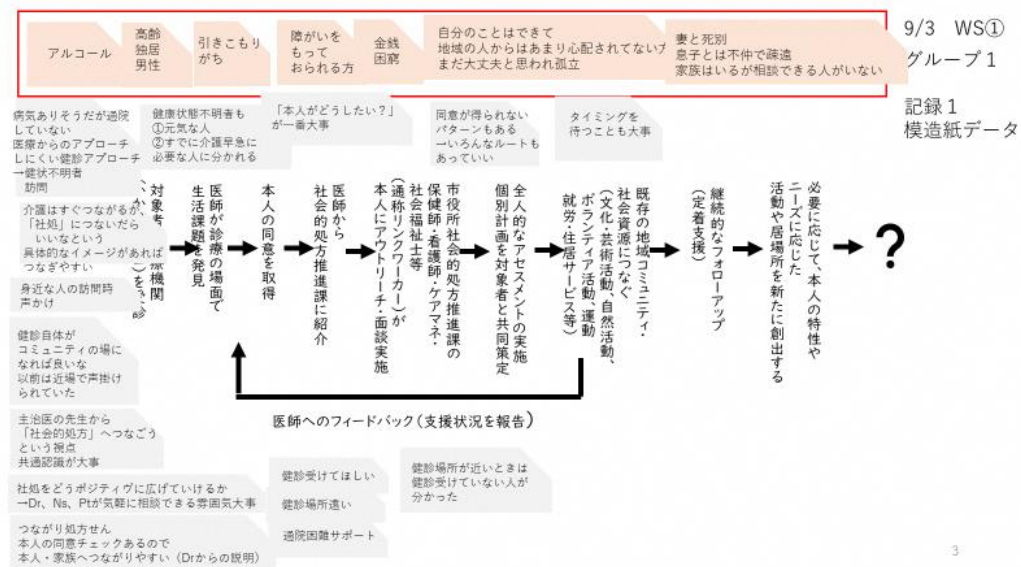 アルコール
高齢
独居
男性
引きこもり
がち
障がいを
もって
おられる方
金銭
困窮
自分のことはできて
地域の人からはあまり心配されてない方
まだ大丈夫と思われ孤立
妻と死別
息子とは不仲で疎遠
家族はいるが相談できる人がいない
9/3 WS①
グループ1
記録1
模造紙データ
病気ありそうだが通院
していない
医療からのアプローチ
しにくい健診アプローチ
→健状不明者
訪問
健康状態不明者も
①元気な人
②すでに介護早急に
必要な人に分かれる
「本人がどうしたい?」
が一番大事
同意が得られない
パターンもある
→いろんなルートも
あっていい
タイミングを
待つことも大事
介護はすぐつながるが、
「社処」につないだら
いいなという
具体的なイメージがあれば
つなぎやすい
身近な人の訪問時
声かけ
健診自体が
コミュニティの場に
なれば良いな
以前は近場で声掛け
られていた
主治医の先生から
「社会的処方」へつなごう
という視点
共通認識が大事
社処をどうポジティヴに広げていけるか
→Dr、Ns、Ptが気軽に相談できる雰囲気大事
つながり処方せん
本人の同意チェックあるので
本人・家族へつながりやすい(Drからの説明)
対象者
機関
医師が診療の場面で
生活課題を発見
本人の同意を取得
医師から
社会的処方推進課に紹介
市役所社会的処方推進課の
保健師・看護師・ケアマネ・
社会福祉士等
(通称リンクワーカー)が
本人にアウトリーチ・面談実施
全人的なアセスメントの実施
個別計画を対象者と共同策定
既存の地域コミュニティ・
社会資源につなぐ
(文化・芸術活動、自然活動、
ボランティア活動、運動
就労・住居サービス等)
継続的なフォローアップ
(定着支援)
必要に応じて、本人の特性や
ニーズに応じた
活動や居場所を新たに創出する
?
医師へのフィードバック(支援状況を報告)
健診受けてほしい
健診場所遠い
通院困難サポート
健診場所が近いときは
健診受けていない人が
分かった
3